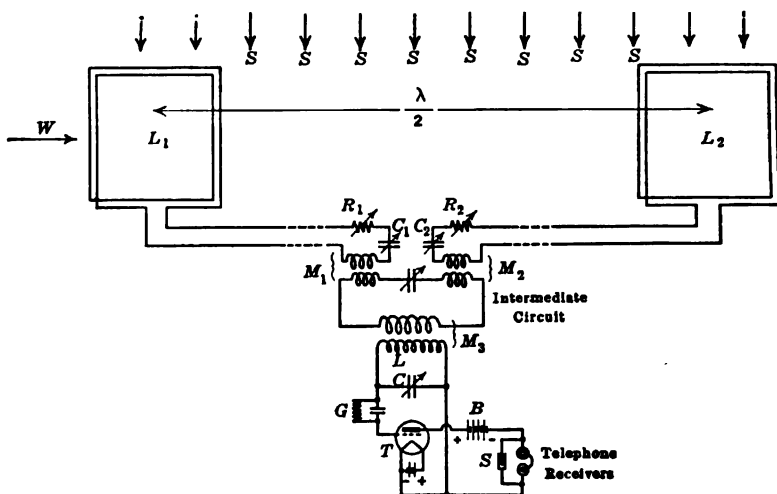 S S S S S S S S
W
L₁
λ/2
L₂
R₁
C₁
C₂
R₂
M₁
M₂
Intermediate
Circuit
M₃
L
C
G
B
T
+ -
S
Telephone
Receivers
- +